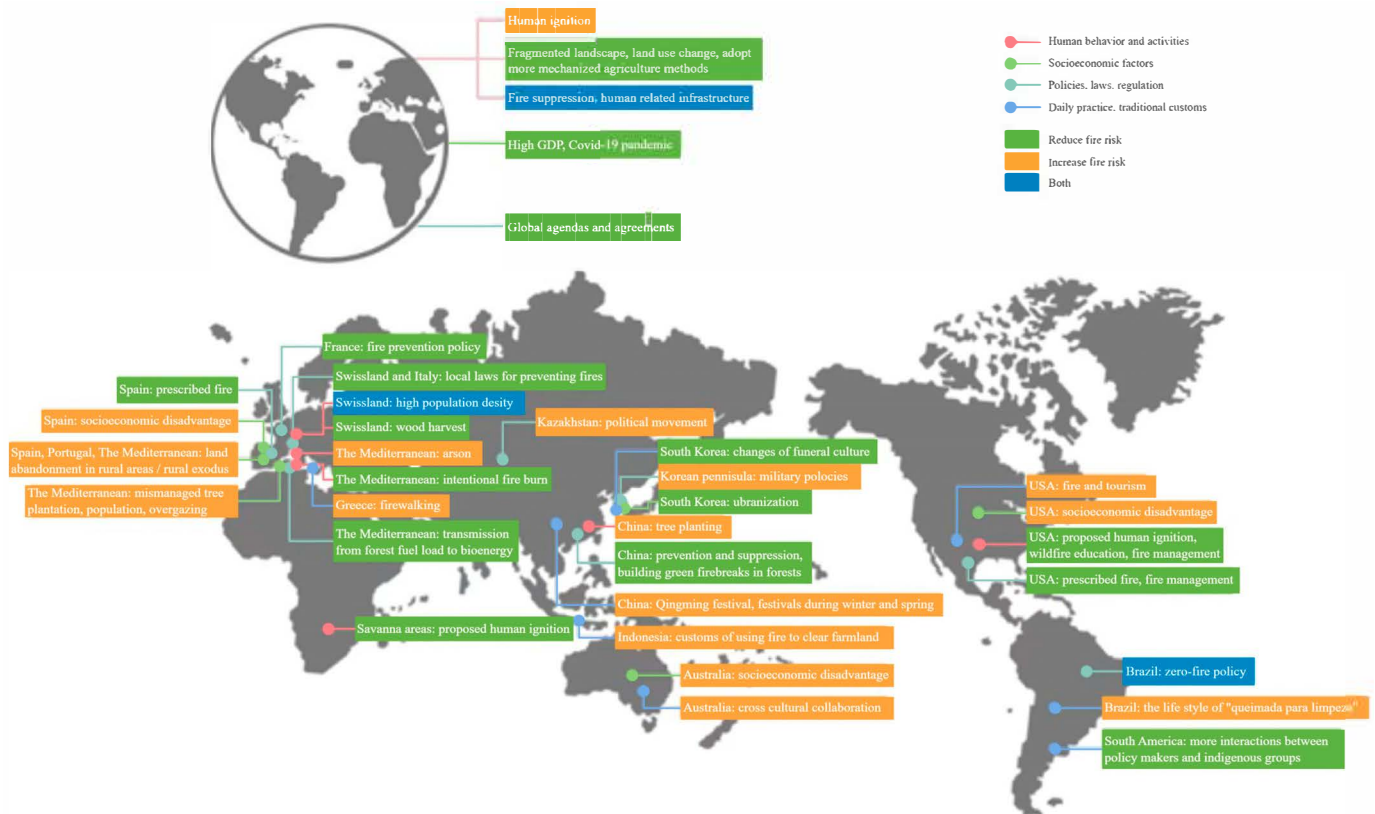 Human ignition
Fragmented landscape, land use change, adopt
more mechanized agriculture methods
Fire suppression, human related infrastructure
High GDP, Covid-19 pandemic
Global agendas and agreements
Human behavior and activities
Socioeconomic factors
Policies, laws, regulation
Daily practice, traditional customs
Reduce fire risk
Increase fire risk
Both
France: fire prevention policy
Spain: prescribed fire
Swissland and Italy: local laws for preventing fires
Spain: socioeconomic disadvantage
Swissland: high population desity
Swissland: wood harvest
Spain, Portugal, The Mediterranean: land
abandonment in rural areas / rural exodus
The Mediterranean: arson
The Mediterranean: intentional fire burn
The Mediterranean: mismanaged tree
plantation, population, overgazing
Greece: firewalking
The Mediterranean: transmission
from forest fuel load to bioenergy
Kazakhstan: political movement
South Korea: changes of funeral culture
Korean pennisula: military polocies
South Korea: ubranization
China: tree planting
China: prevention and suppression,
building green firebreaks in forests
China: Qingming festival, festivals during winter and spring
Savanna areas: proposed human ignition
Indonesia: customs of using fire to clear farmland
Australia: socioeconomic disadvantage
Australia: cross cultural collaboration
USA: fire and tourism
USA: socioeconomic disadvantage
USA: proposed human ignition,
wildfire education, fire management
USA: prescribed fire, fire management
Brazil: zero-fire policy
Brazil: the life style of "queimada para limpeza"
South America: more interactions between
policy makers and indigenous groups